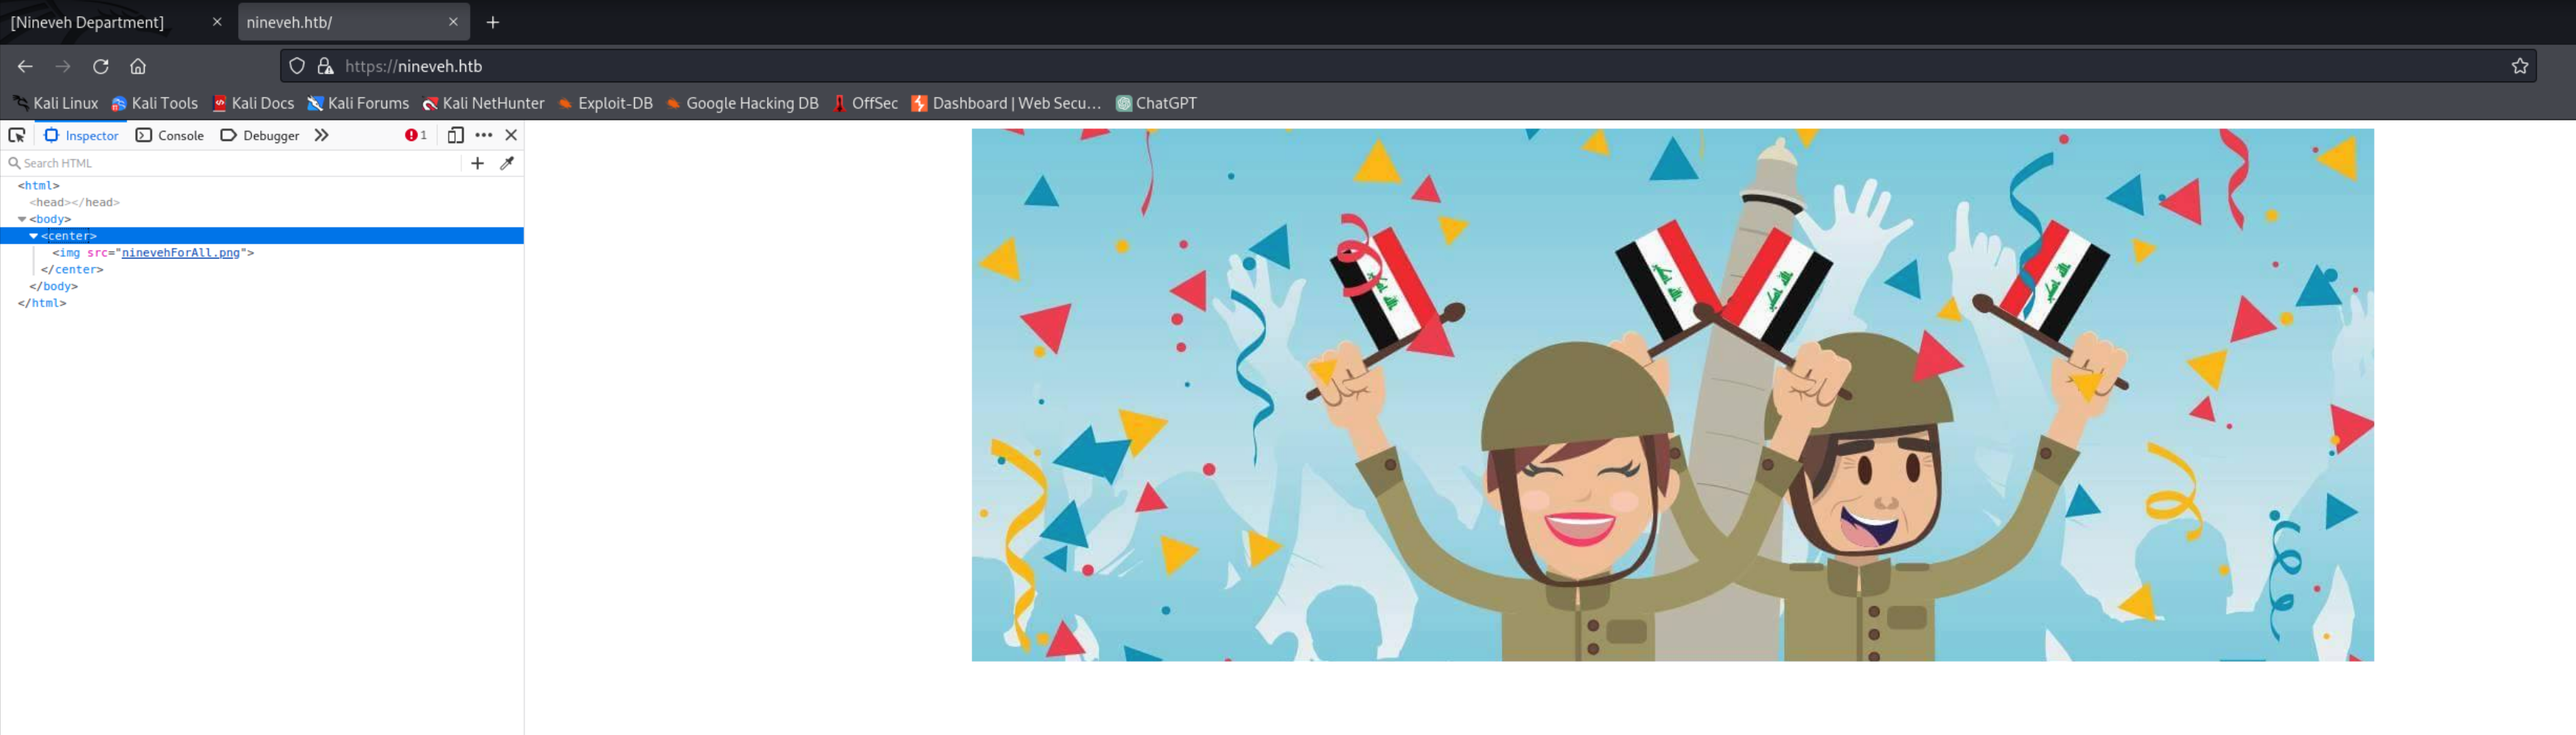 [Nineveh Department]
nineveh.htb/
https://nineveh.htb
Kali Linux Kali Tools Kali Docs Kali Forums Kali NetHunter Exploit-DB Google Hacking DB OffSec Dashboard | Web Secu... ChatGPT
Inspector Console Debugger 1
Search HTML
<html>
<head></head>
<body>
<center>
<img src="ninevehForAll.png">
</center>
</body>
</html>